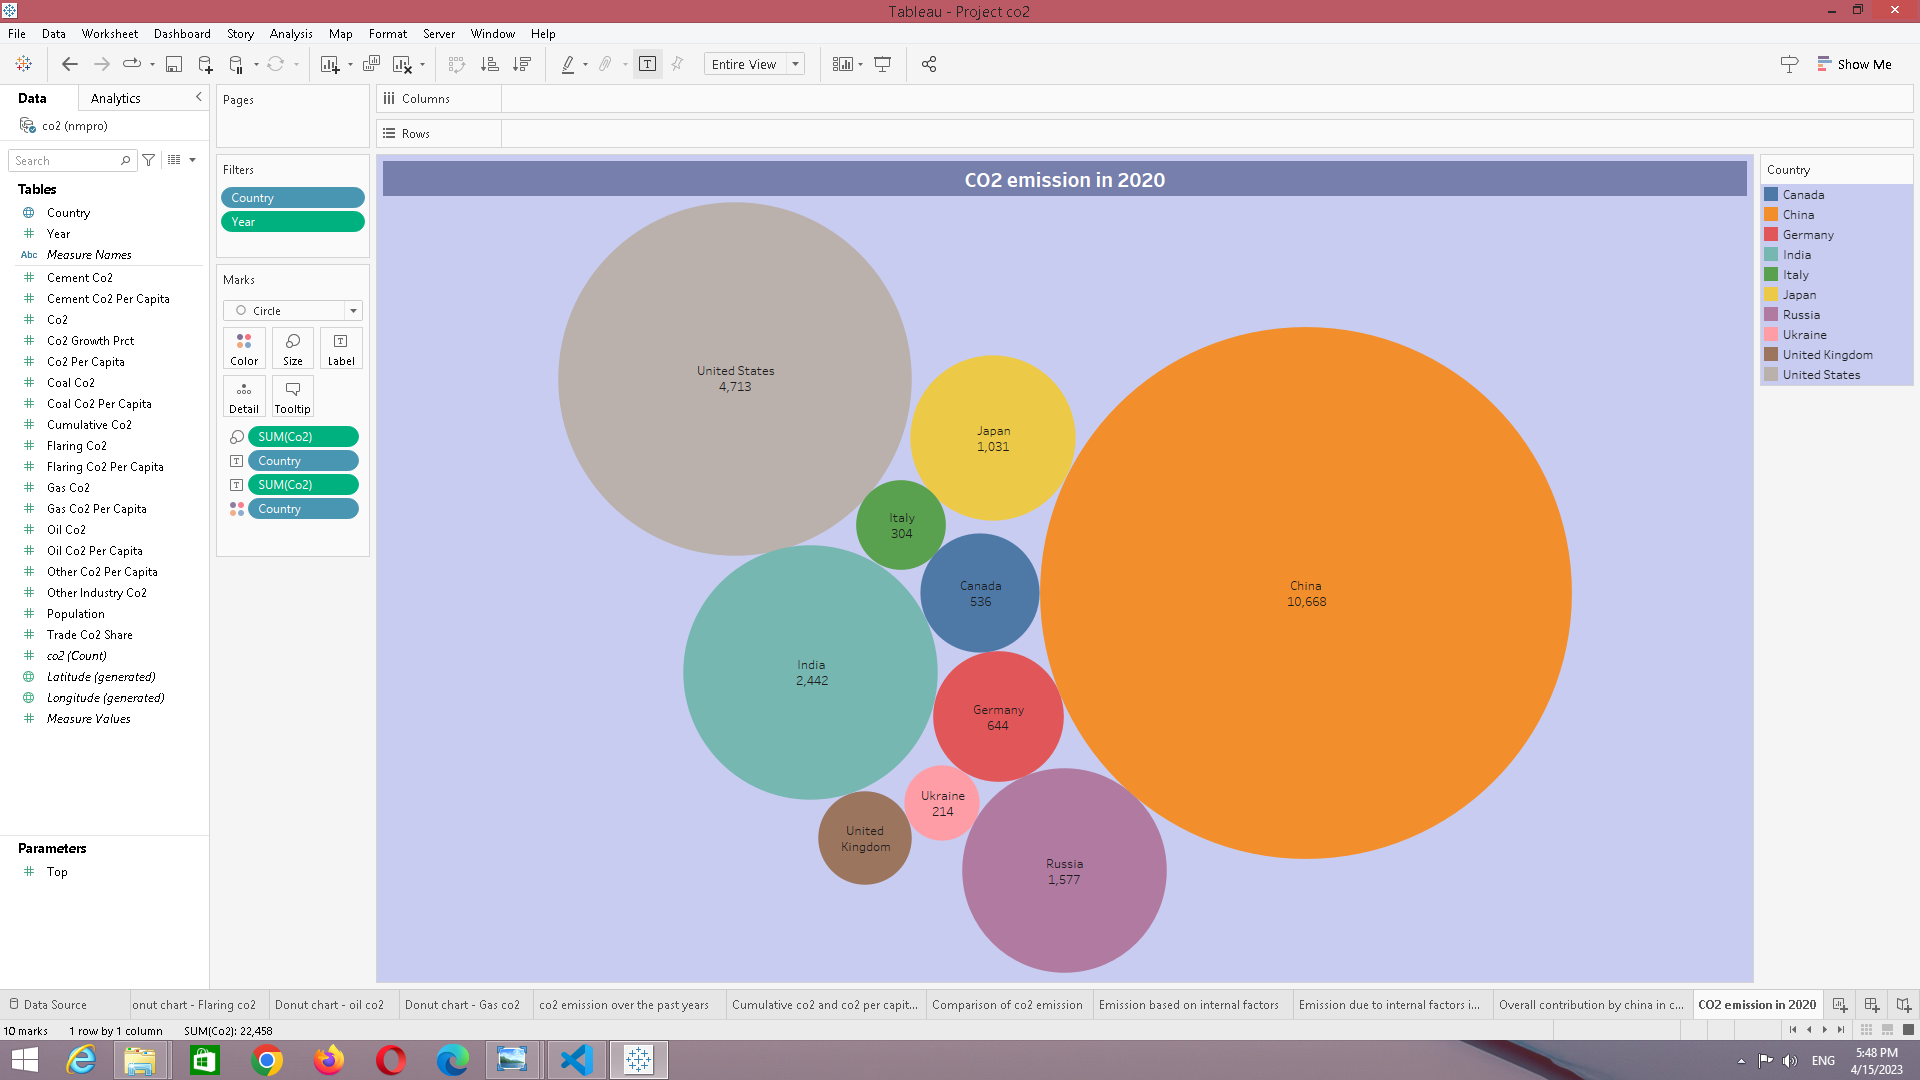 Tableau - Project co2
File Data Worksheet Dashboard Story Analysis Map Format Server Window Help
Entire View
Show Me
Data Analytics
co2 (nmpro)
Search
Tables
Country
Year
Abc Measure Names
Cement Co2
Cement Co2 Per Capita
Co2
Co2 Growth Prct
Co2 Per Capita
Coal Co2
Coal Co2 Per Capita
Cumulative Co2
Flaring Co2
Flaring Co2 Per Capita
Gas Co2
Gas Co2 Per Capita
Oil Co2
Oil Co2 Per Capita
Other Co2 Per Capita
Other Industry Co2
Population
Trade Co2 Share
co2 (Count)
Latitude (generated)
Longitude (generated)
Measure Values
Parameters
Top
Pages
Filters
Country
Year
Marks
Circle
Color Size Label
Detail Tooltip
SUM(Co2)
Country
SUM(Co2)
Country
Columns
Rows
CO2 emission in 2020
United States
4,713
Japan
1,031
Italy
304
Canada
536
China
10,668
India
2,442
Germany
644
Ukraine
214
United
Kingdom
Russia
1,577
Country
Canada
China
Germany
India
Italy
Japan
Russia
Ukraine
United Kingdom
United States
Data Source onut chart - Flaring co2 Donut chart - oil co2 Donut chart - Gas co2 co2 emission over the past years Cumulative co2 and co2 per capit... Comparison of co2 emission Emission based on internal factors Emission due to internal factors i... Overall contribution by china in c... CO2 emission in 2020
10 marks 1 row by 1 column SUM(Co2): 22,458
ENG
5:48 PM
4/15/2023